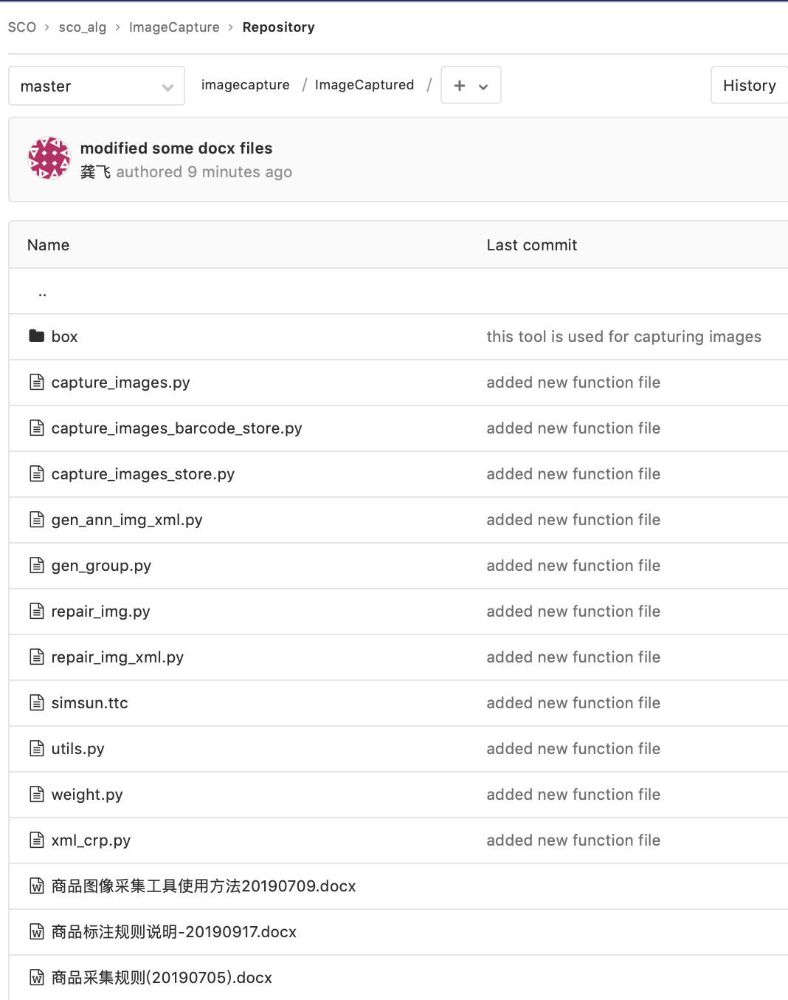 SCO > sco_alg > ImageCapture > Repository
master imagecapture / ImageCaptured / + History
modified some docx files
龚飞 authored 9 minutes ago
Name Last commit
..
box this tool is used for capturing images
capture_images.py added new function file
capture_images_barcode_store.py added new function file
capture_images_store.py added new function file
gen_ann_img_xml.py added new function file
gen_group.py added new function file
repair_img.py added new function file
repair_img_xml.py added new function file
simsun.ttc added new function file
utils.py added new function file
weight.py added new function file
xml_crp.py added new function file
商品图像采集工具使用方法20190709.docx
商品标注规则说明-20190917.docx
商品采集规则(20190705).docx